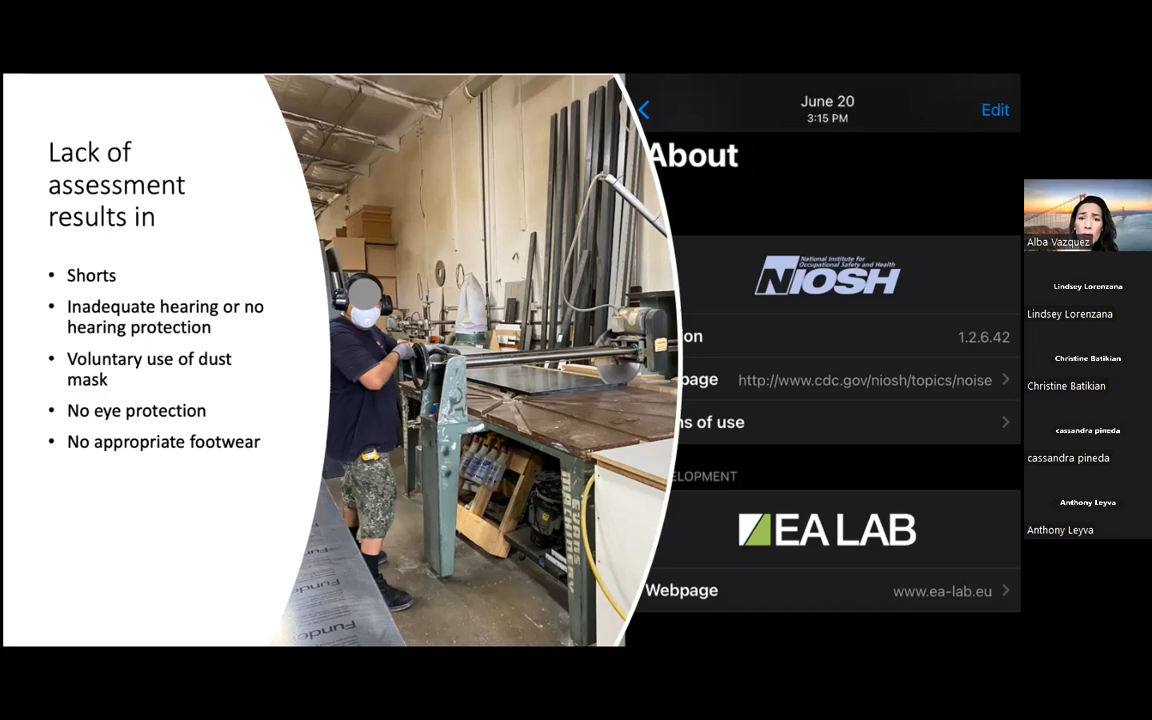 Lack of
assessment
results in
• Shorts
• Inadequate hearing or no
hearing protection
• Voluntary use of dust
mask
• No eye protection
• No appropriate footwear
June 20
3:15 PM
Edit
About
National Institute for
Occupational Safety and Health
NIOSH
on 1.2.6.42
page http://www.cdc.gov/niosh/topics/noise
ns of use
ELOPMENT
EA LAB
Webpage www.ea-lab.eu
Alba Vazquez
Lindsey Lorenzana
Lindsey Lorenzana
Christine Batikian
Christine Batikian
cassandra pineda
cassandra pineda
Anthony Leyva
Anthony Leyva
EVANS
MACHINERY
Funder